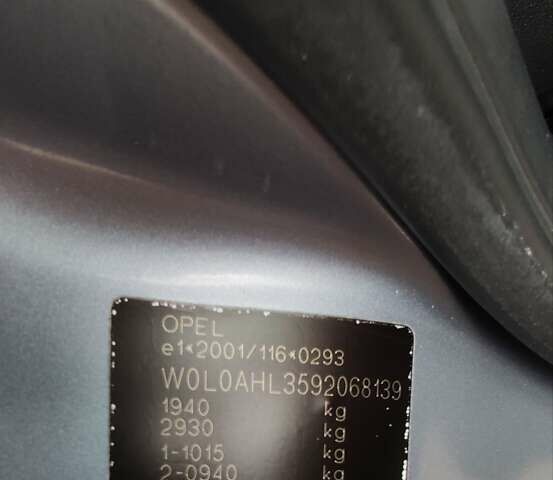 OPEL
e1*2001/116*0293
W0L0AHL3592068139
1940 kg
2930 kg
1-1015 kg
2-0940 kg